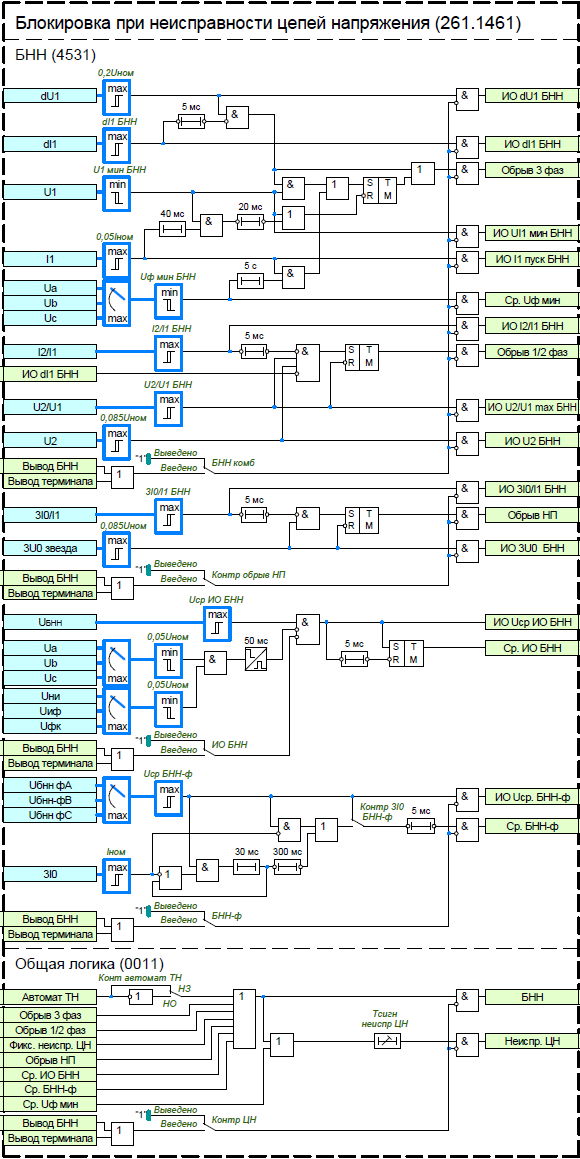 Блокировка при неисправности цепей напряжения (261.1461)
БНН (4531)
0,2Uном
dU1
max
5 мс
&
&
ИО dU1 БНН
dI1 БНН
dI1
max
&
ИО dI1 БНН
U1 мин БНН
1
&
Обрыв 3 фаз
U1
min
&
1
S T
R M
40 мс
&
20 мс
1
&
ИО UI1 мин БНН
0,05Iном
I1
max
&
ИО I1 пуск БНН
5 с
&
Uф мин БНН
Ua
Ub
Uc
max
min
&
Ср. Uф мин
I2/I1 БНН
&
ИО I2/I1 БНН
I2/I1
max
5 мс
&
S T
R M
&
Обрыв 1/2 фаз
ИО dI1 БНН
U2/U1 БНН
U2/U1
max
&
ИО U2/U1 max БНН
0,085Uном
U2
max
&
ИО U2 БНН
"1"
Выведено
БНН комб
Вывод БНН
Введено
Вывод терминала
1
3I0/I1 БНН
&
ИО 3I0/I1 БНН
3I0/I1
max
5 мс
&
S T
R M
&
Обрыв НП
0,085Uном
3U0 звезда
max
&
ИО 3U0 БНН
"1"
Выведено
Контр обрыв НП
Вывод БНН
Введено
Вывод терминала
1
Uср ИО БНН
Uбнн
max
&
ИО Uср ИО БНН
0,05Uном
50 мс
Ua
Ub
Uc
max
min
&
5 мс
S T
R M
Ср. ИО БНН
0,05Uном
Uни
Uиф
Uфк
max
min
"1"
Выведено
ИО БНН
Вывод БНН
Введено
Вывод терминала
1
Uср БНН-ф
Uбнн фА
Uбнн-фВ
Uбнн фС
max
max
&
ИО Uср. БНН-ф
Контр 3I0
БНН-ф
5 мс
&
1
&
Ср. БНН-ф
Iном
30 мс
300 мс
3I0
max
1
&
"1"
Выведено
БНН-ф
Вывод БНН
Введено
Вывод терминала
1
Общая логика (0011)
Конт автомат ТН
НЗ
Автомат ТН
1
НО
1
&
БНН
Обрыв 3 фаз
Обрыв 1/2 фаз
Тсигн
неиспр ЦН
Фикс. неиспр. ЦН
1
&
Неиспр. ЦН
Обрыв НП
Ср. ИО БНН
Ср. БНН-ф
Ср. Uф мин
"1"
Выведено
Контр ЦН
Вывод БНН
Введено
Вывод терминала
1